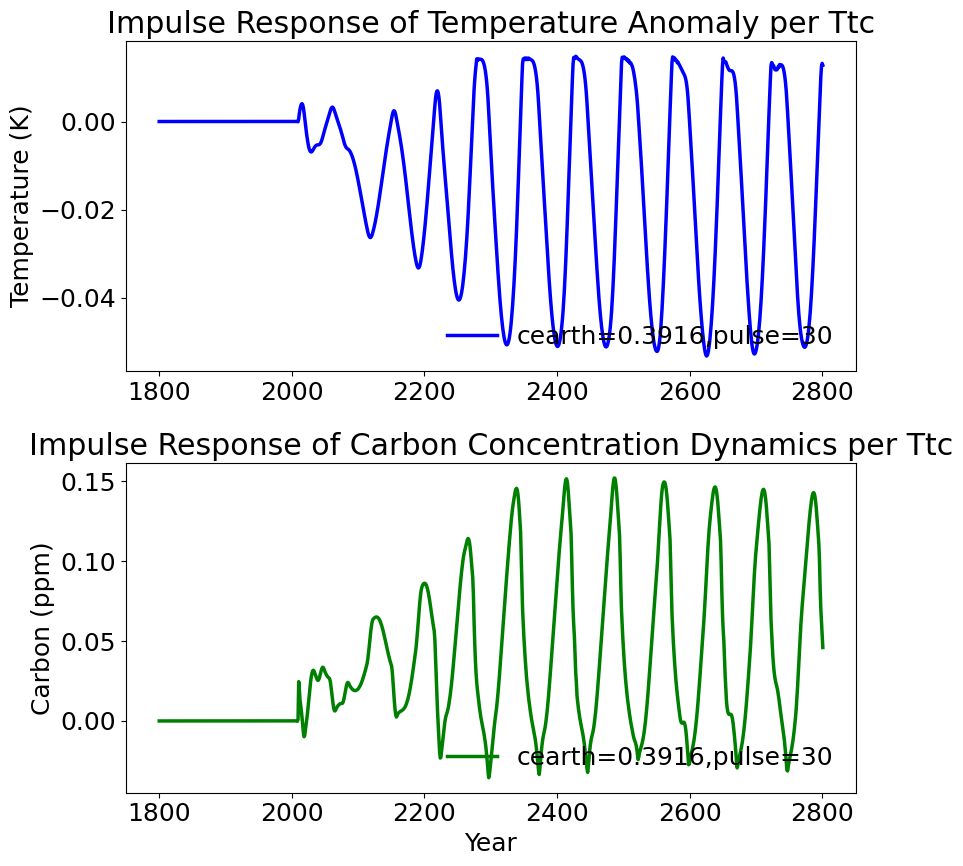 Impulse Response of Temperature Anomaly per Ttc
Temperature (K)
0.00
−0.02
−0.04
cearth=0.3916,pulse=30
1800 2000 2200 2400 2600 2800
Impulse Response of Carbon Concentration Dynamics per Ttc
Carbon (ppm)
0.15
0.10
0.05
0.00
cearth=0.3916,pulse=30
1800 2000 2200 2400 2600 2800
Year